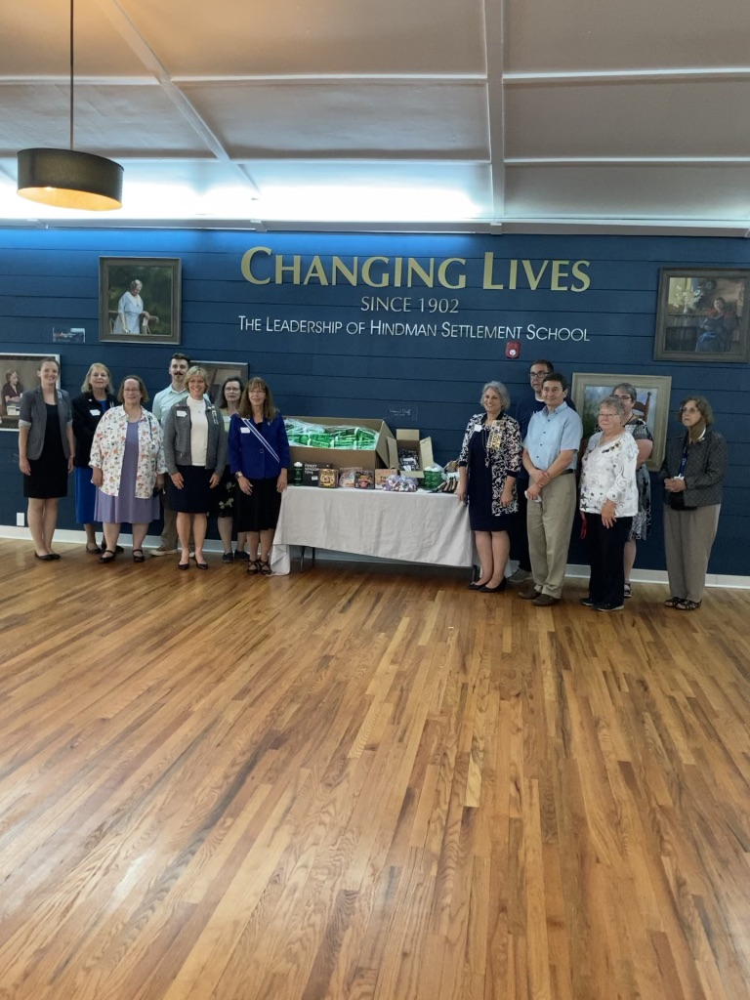 CHANGING LIVES
SINCE 1902
THE LEADERSHIP OF HINDMAN SETTLEMENT SCHOOL